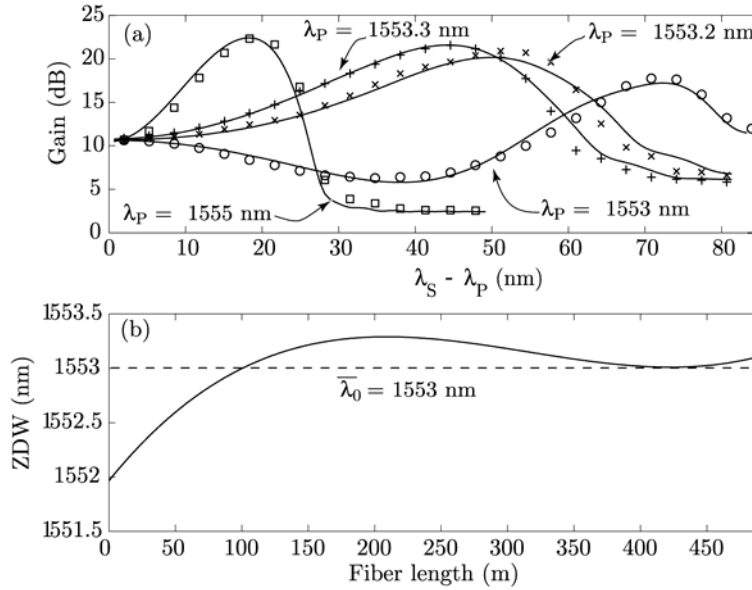 (a)
λP = 1553.3 nm
λP = 1553.2 nm
25
20
15
10
5
0
Gain (dB)
λP = 1555 nm
λP = 1553 nm
0 10 20 30 40 50 60 70 80
λS - λP (nm)
(b)
1553.5
1553
1552.5
1552
1551.5
ZDW (nm)
λ̄0 = 1553 nm
0 50 100 150 200 250 300 350 400 450
Fiber length (m)